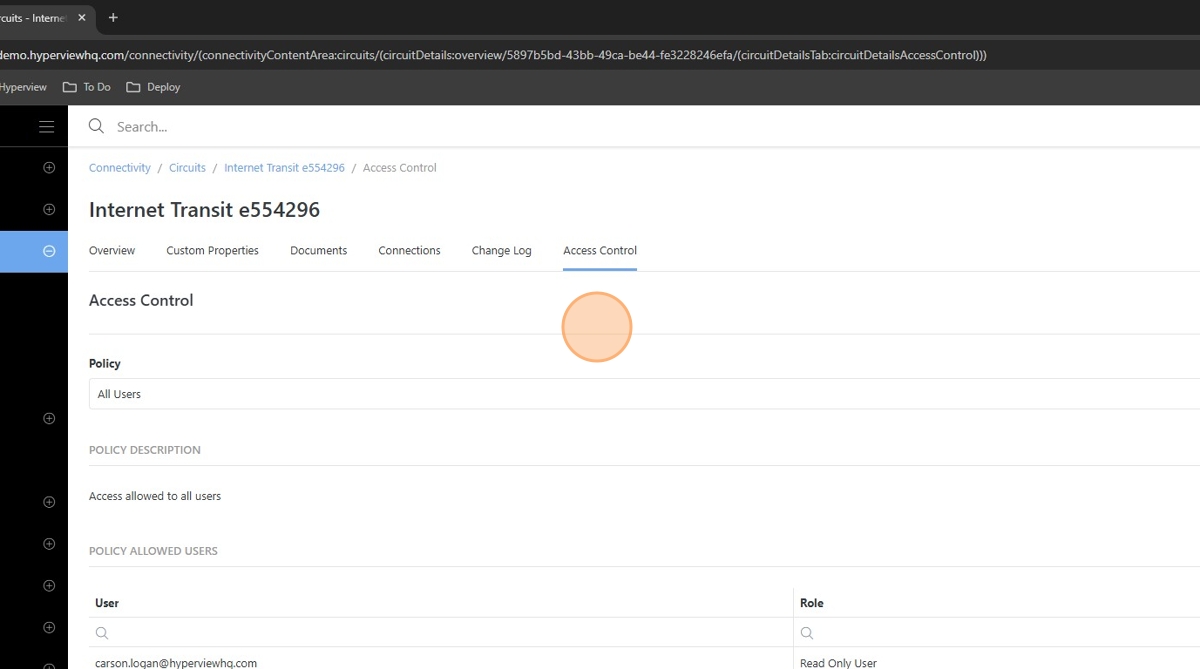 rcuits - Interne
demo.hyperviewhq.com/connectivity/(connectivityContentArea:circuits/(circuitDetails:overview/5897b5bd-43bb-49ca-be44-fe3228246efa/(circuitDetailsTab:circuitDetailsAccessControl)))
Hyperview To Do Deploy
Search...
Connectivity / Circuits / Internet Transit e554296 / Access Control
Internet Transit e554296
Overview Custom Properties Documents Connections Change Log Access Control
Access Control
Policy
All Users
POLICY DESCRIPTION
Access allowed to all users
POLICY ALLOWED USERS
User Role
carson.logan@hyperviewhq.com Read Only User